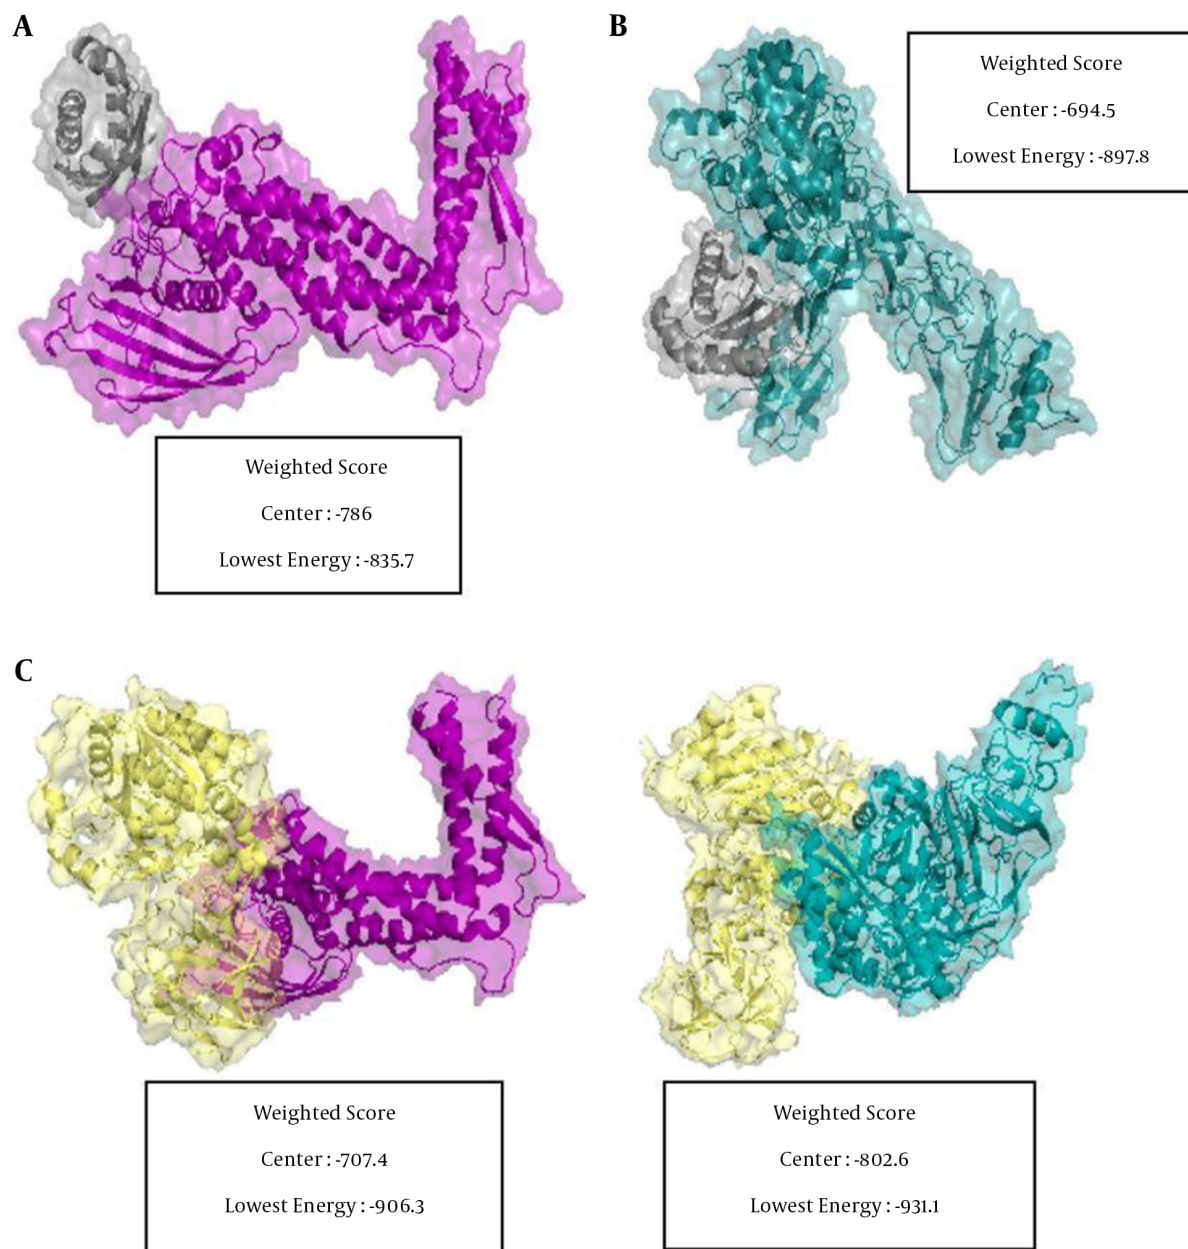 A
B
Weighted Score
Center : -694.5
Lowest Energy : -897.8
Weighted Score
Center : -786
Lowest Energy : -835.7
C
Weighted Score
Center : -707.4
Lowest Energy : -906.3
Weighted Score
Center : -802.6
Lowest Energy : -931.1